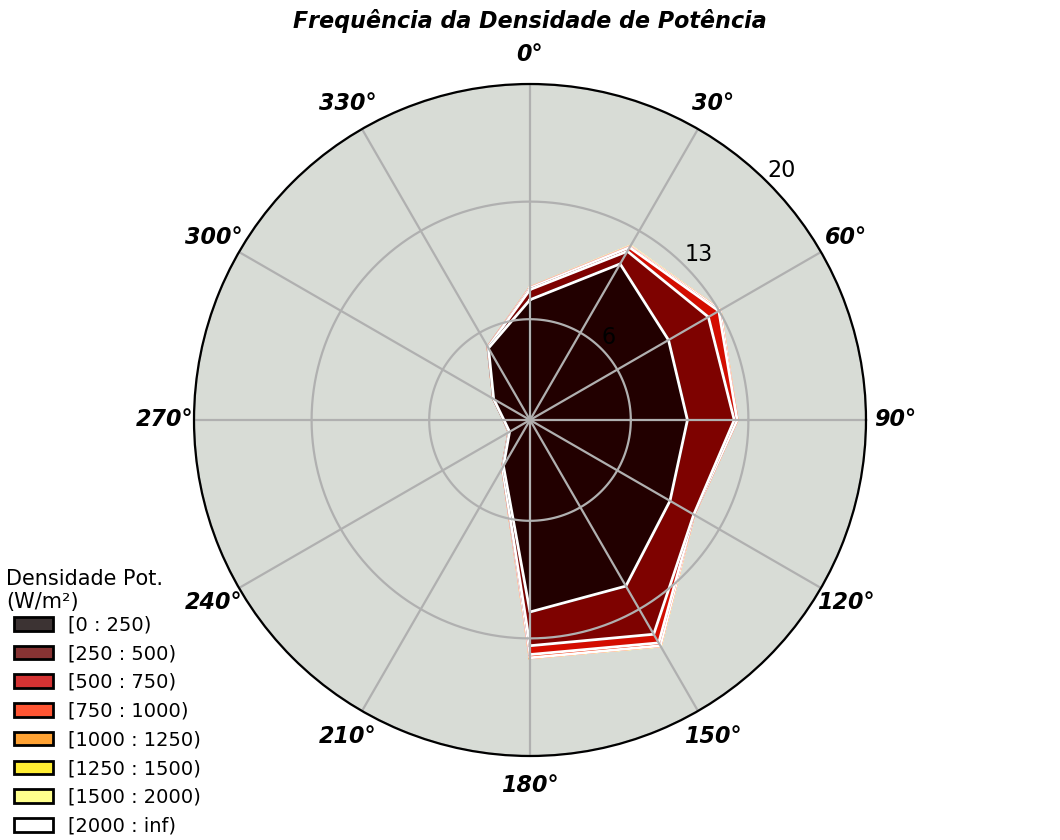 Frequência da Densidade de Potência
0°
330°
30°
20
300°
60°
13
6
270°
90°
240°
120°
210°
150°
180°
Densidade Pot.
(W/m²)
[0 : 250)
[250 : 500)
[500 : 750)
[750 : 1000)
[1000 : 1250)
[1250 : 1500)
[1500 : 2000)
[2000 : inf)